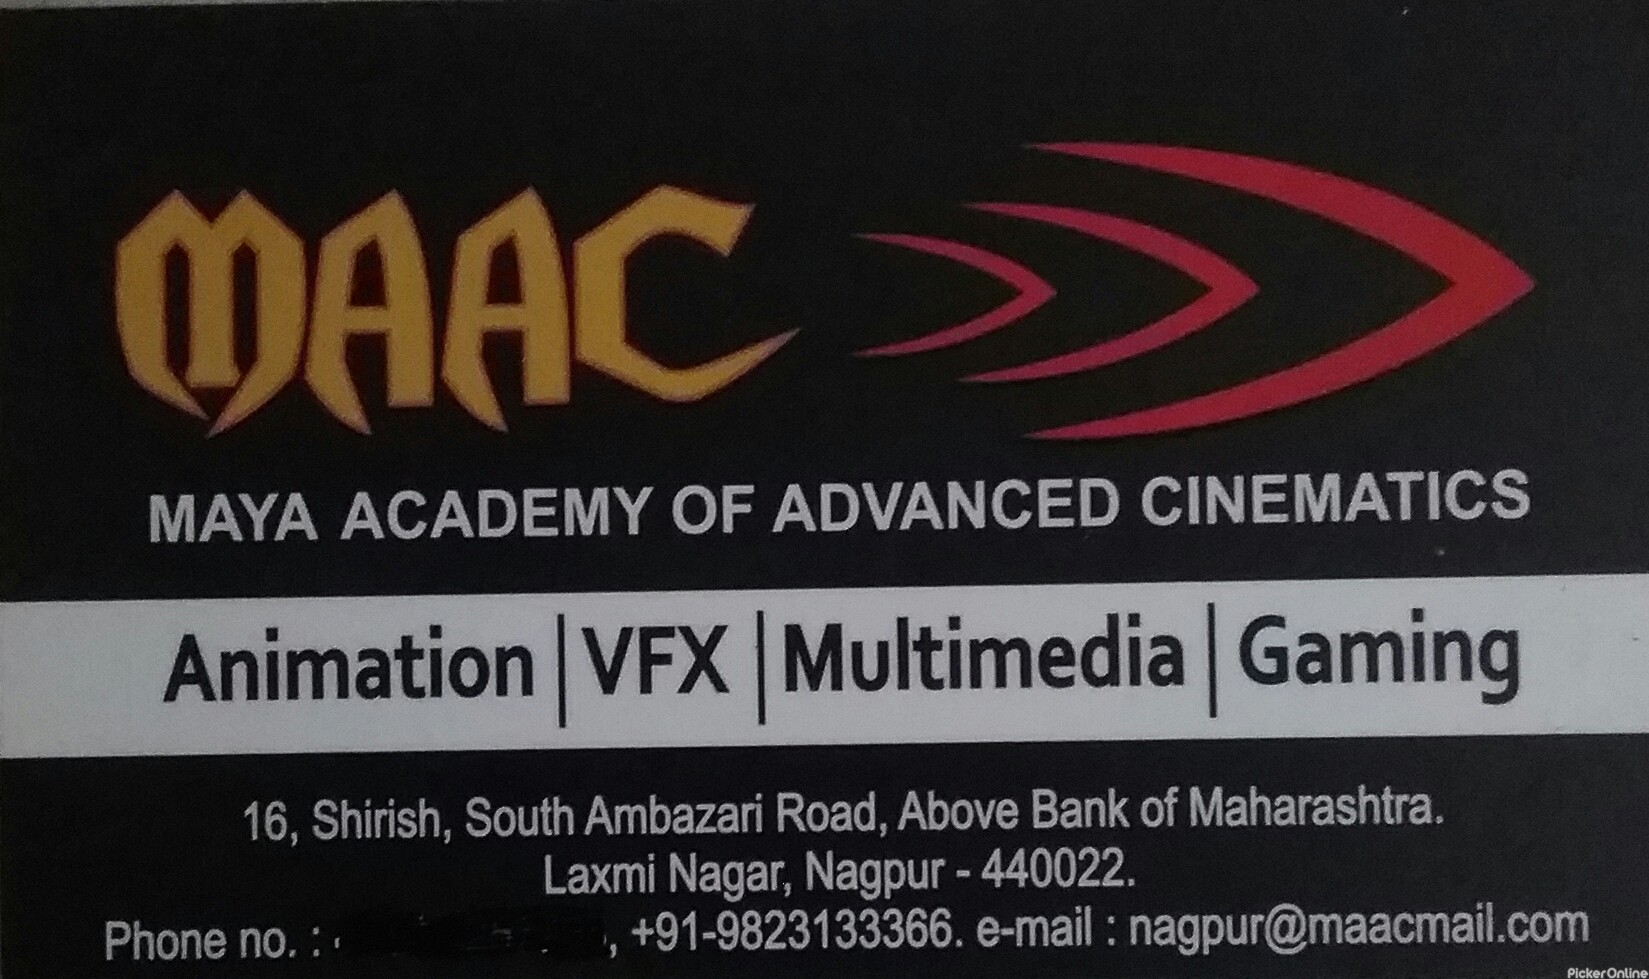 MAAC
MAYA ACADEMY OF ADVANCED CINEMATICS
Animation | VFX | Multimedia | Gaming
16, Shirish, South Ambazari Road, Above Bank of Maharashtra.
Laxmi Nagar, Nagpur - 440022.
Phone no. : , +91-9823133366. e-mail : nagpur@maacmail.com
PickerOnline